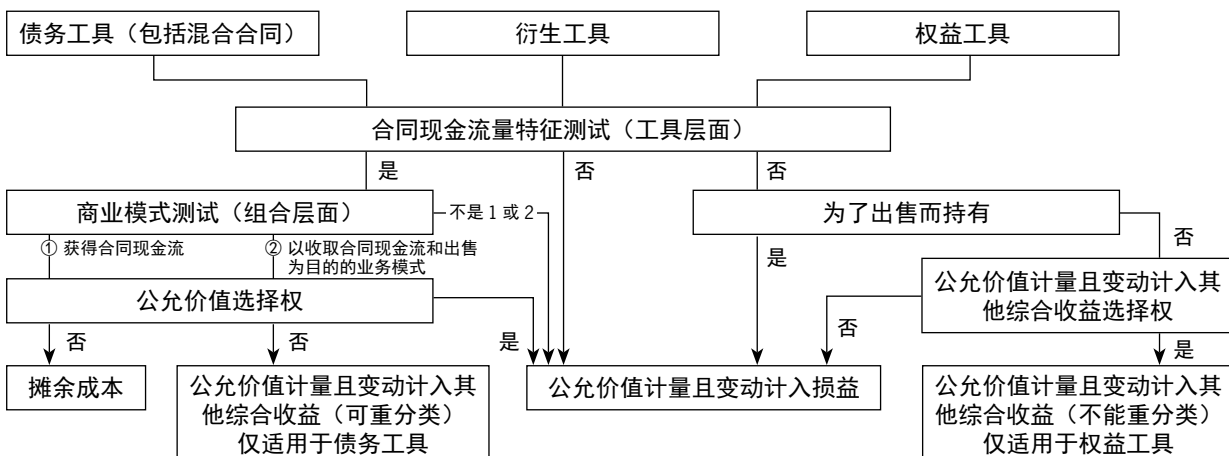 债务工具（包括混合合同）
衍生工具
权益工具
合同现金流量特征测试（工具层面）
是
否
否
商业模式测试（组合层面）
不是 1 或 2
为了出售而持有
① 获得合同现金流
② 以收取合同现金流和出售
为目的的业务模式
是
否
公允价值选择权
公允价值计量且变动计入其
他综合收益选择权
否
否
是
否
是
摊余成本
公允价值计量且变动计入其
他综合收益（可重分类）
仅适用于债务工具
公允价值计量且变动计入损益
公允价值计量且变动计入其
他综合收益（不能重分类）
仅适用于权益工具